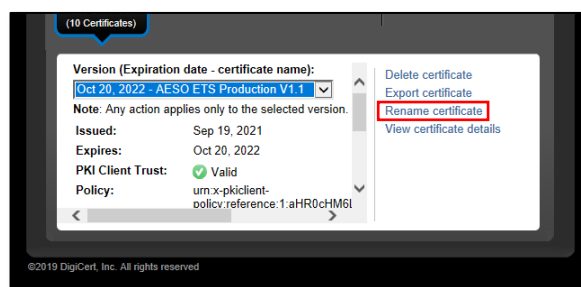 (10 Certificates)
Version (Expiration date - certificate name):
Oct 20, 2022 - AESO ETS Production V1.1
Note: Any action applies only to the selected version.
Issued: Sep 19, 2021
Expires: Oct 20, 2022
PKI Client Trust: Valid
Policy: urn:x-pkiclient-
policy:reference:1:aHR0cHM6L
Delete certificate
Export certificate
Rename certificate
View certificate details
©2019 DigiCert, Inc. All rights reserved